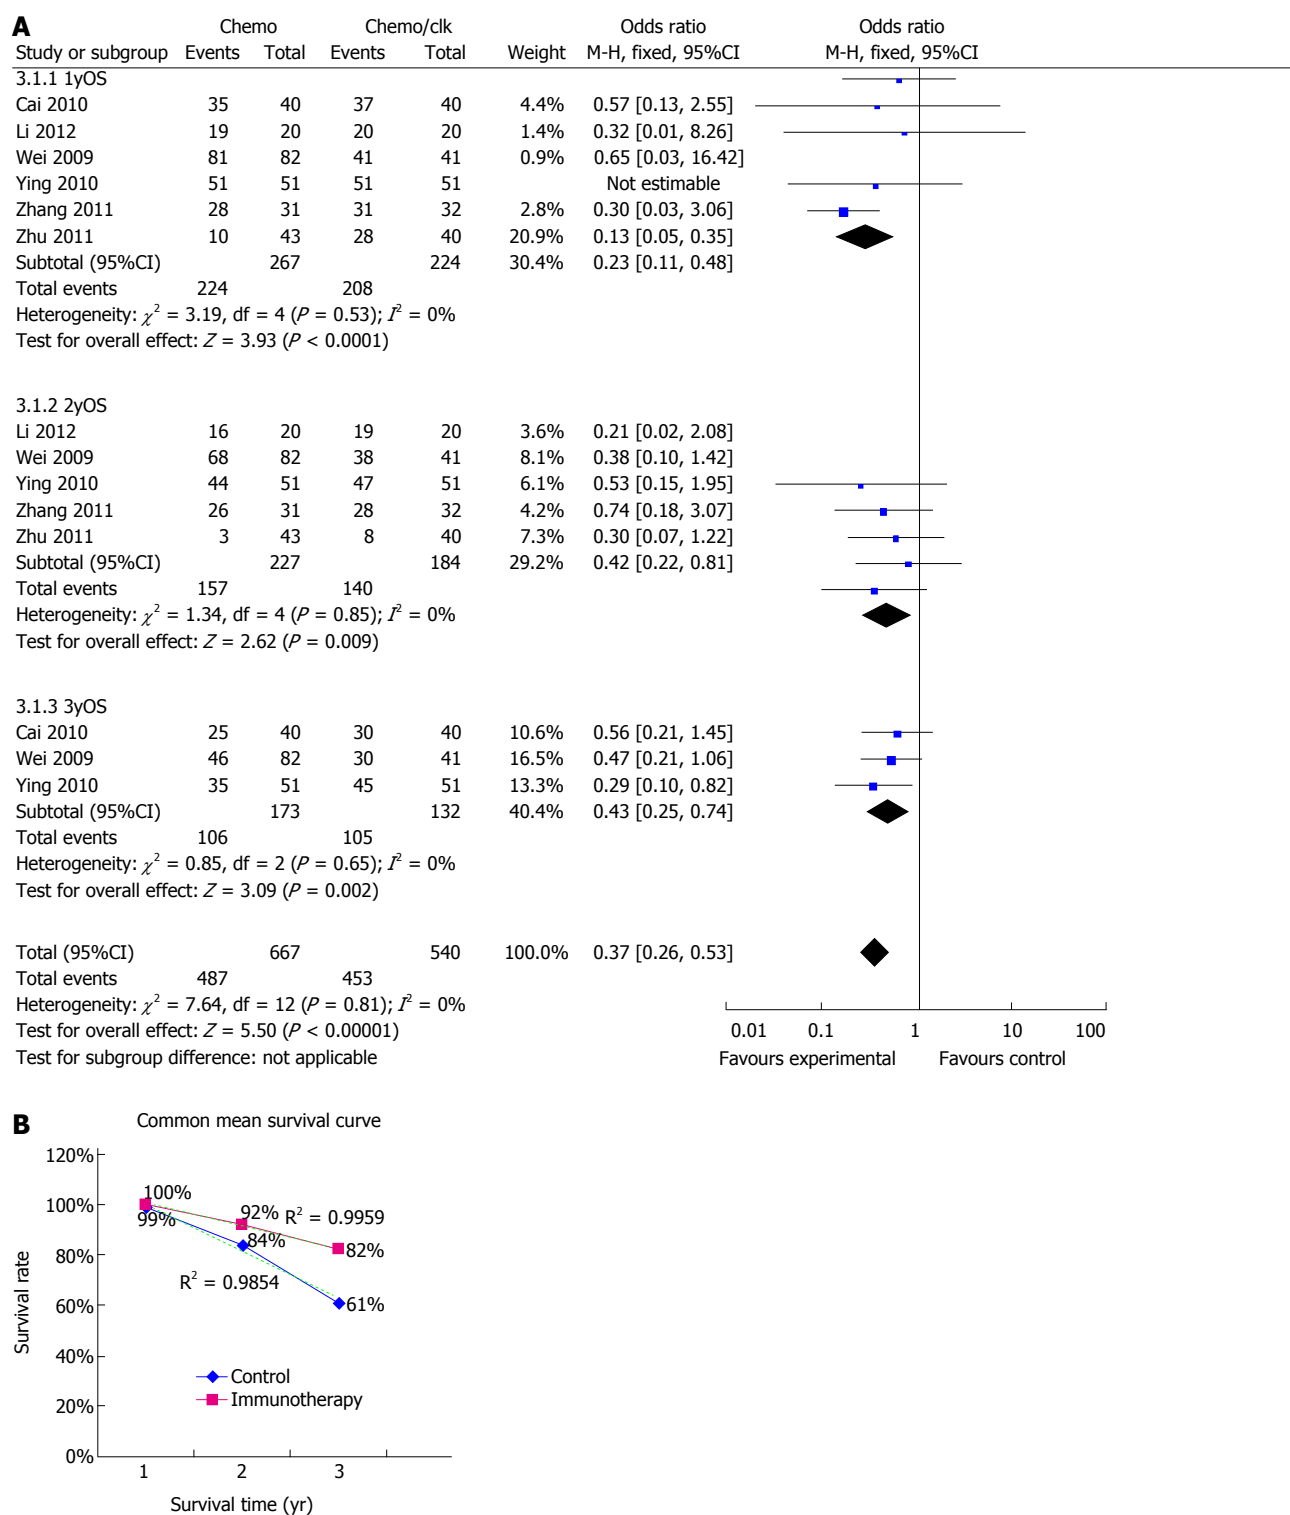 A
Chemo Chemo/clk Odds ratio Odds ratio
Study or subgroup Events Total Events Total Weight M-H, fixed, 95%CI M-H, fixed, 95%CI
3.1.1 1yOS
Cai 2010 35 40 37 40 4.4% 0.57 [0.13, 2.55]
Li 2012 19 20 20 20 1.4% 0.32 [0.01, 8.26]
Wei 2009 81 82 41 41 0.9% 0.65 [0.03, 16.42]
Ying 2010 51 51 51 51 Not estimable
Zhang 2011 28 31 31 32 2.8% 0.30 [0.03, 3.06]
Zhu 2011 10 43 28 40 20.9% 0.13 [0.05, 0.35]
Subtotal (95%CI) 267 224 30.4% 0.23 [0.11, 0.48]
Total events 224 208
Heterogeneity: χ² = 3.19, df = 4 (P = 0.53); I² = 0%
Test for overall effect: Z = 3.93 (P < 0.0001)
3.1.2 2yOS
Li 2012 16 20 19 20 3.6% 0.21 [0.02, 2.08]
Wei 2009 68 82 38 41 8.1% 0.38 [0.10, 1.42]
Ying 2010 44 51 47 51 6.1% 0.53 [0.15, 1.95]
Zhang 2011 26 31 28 32 4.2% 0.74 [0.18, 3.07]
Zhu 2011 3 43 8 40 7.3% 0.30 [0.07, 1.22]
Subtotal (95%CI) 227 184 29.2% 0.42 [0.22, 0.81]
Total events 157 140
Heterogeneity: χ² = 1.34, df = 4 (P = 0.85); I² = 0%
Test for overall effect: Z = 2.62 (P = 0.009)
3.1.3 3yOS
Cai 2010 25 40 30 40 10.6% 0.56 [0.21, 1.45]
Wei 2009 46 82 30 41 16.5% 0.47 [0.21, 1.06]
Ying 2010 35 51 45 51 13.3% 0.29 [0.10, 0.82]
Subtotal (95%CI) 173 132 40.4% 0.43 [0.25, 0.74]
Total events 106 105
Heterogeneity: χ² = 0.85, df = 2 (P = 0.65); I² = 0%
Test for overall effect: Z = 3.09 (P = 0.002)
Total (95%CI) 667 540 100.0% 0.37 [0.26, 0.53]
Total events 487 453
Heterogeneity: χ² = 7.64, df = 12 (P = 0.81); I² = 0%
Test for overall effect: Z = 5.50 (P < 0.00001)
Test for subgroup difference: not applicable
0.01 0.1 1 10 100
Favours experimental Favours control
B
Common mean survival curve
120%
100%
80%
60%
40%
20%
0%
Survival rate
100%
99%
92%
R² = 0.9959
84%
82%
R² = 0.9854
61%
Control
Immunotherapy
1 2 3
Survival time (yr)